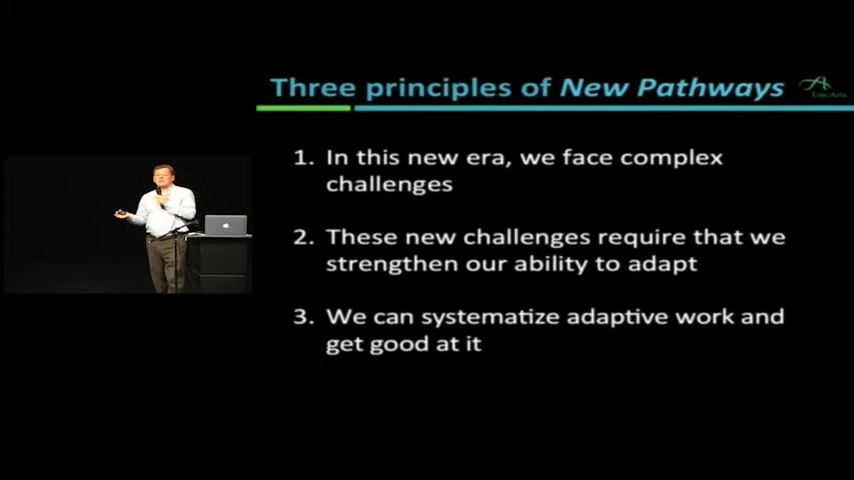 Three principles of New Pathways
EmcArts
1. In this new era, we face complex
challenges
2. These new challenges require that we
strengthen our ability to adapt
3. We can systematize adaptive work and
get good at it